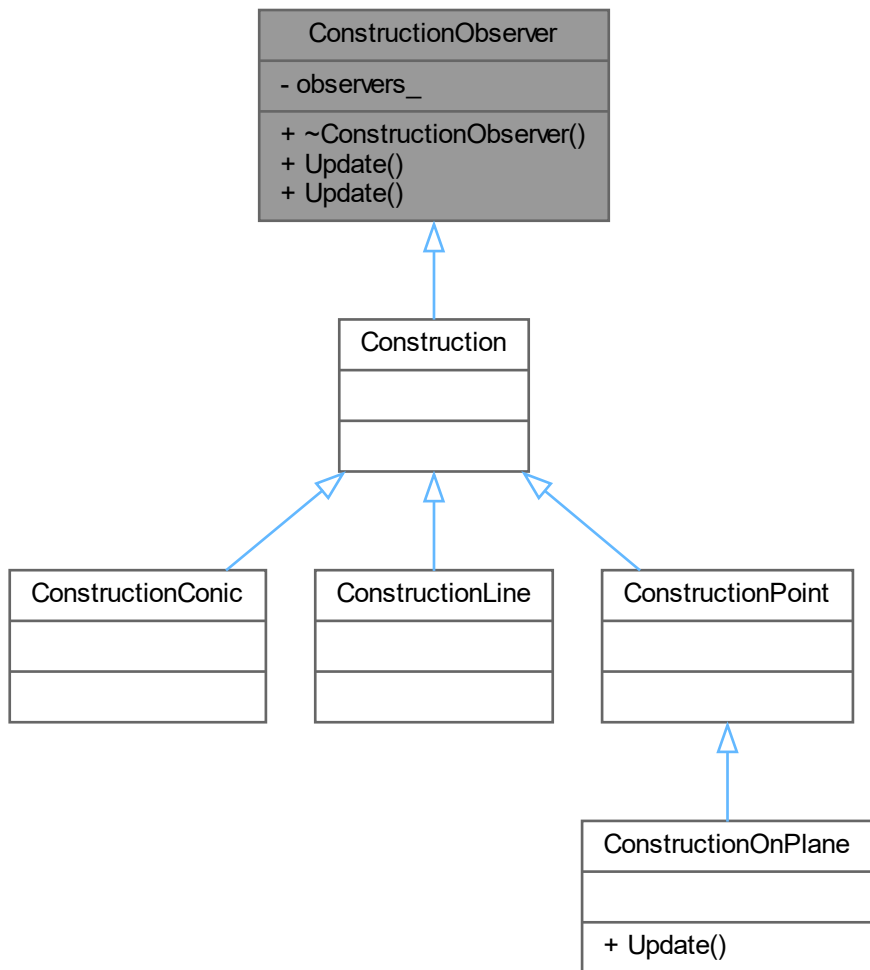 ConstructionObserver
- observers_
+ ~ConstructionObserver()
+ Update()
+ Update()
Construction
ConstructionConic
ConstructionLine
ConstructionPoint
ConstructionOnPlane
+ Update()